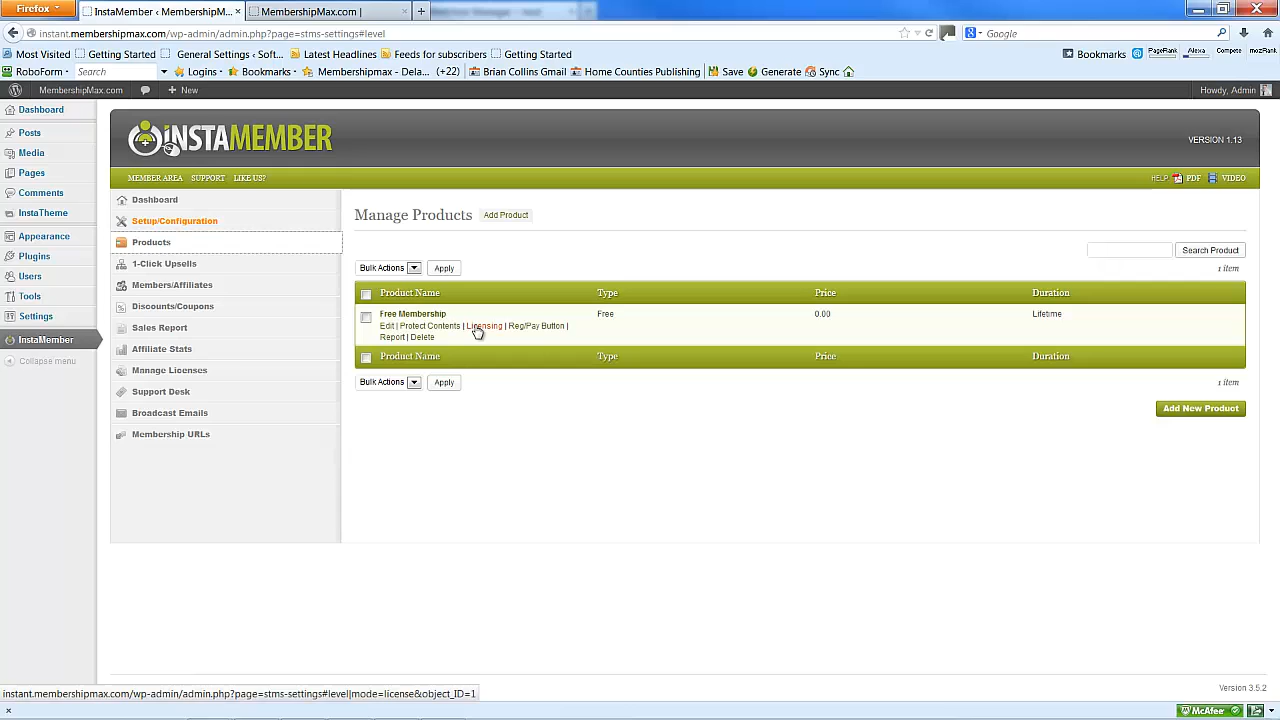 Firefox
InstaMember ‹ MembershipM... ×
MembershipMax.com | ×
+
instant.membershipmax.com/wp-admin/admin.php?page=stms-settings#level
Google
Most Visited Getting Started General Settings - Soft... Latest Headlines Feeds for subscribers Getting Started
Bookmarks PageRank Alexa Compete mozRank
RoboForm Search Logins Bookmarks Membershipmax - Dela... (+22) Brian Collins Gmail Home Counties Publishing Save Generate Sync
MembershipMax.com + New
Howdy, Admin
Dashboard
Posts
Media
Pages
Comments
InstaTheme
Appearance
Plugins
Users
Tools
Settings
InstaMember
Collapse menu
INSTAMEMBER
VERSION 1.13
MEMBER AREA SUPPORT LIKE US?
HELP PDF VIDEO
Dashboard
Setup/Configuration
Products
1-Click Upsells
Members/Affiliates
Discounts/Coupons
Sales Report
Affiliate Stats
Manage Licenses
Support Desk
Broadcast Emails
Membership URLs
Manage Products Add Product
Search Product
Bulk Actions Apply
1 item
Product Name Type Price Duration
Free Membership Free 0.00 Lifetime
Edit | Protect Contents | Licensing | Reg/Pay Button |
Report | Delete
Product Name Type Price Duration
Bulk Actions Apply
1 item
Add New Product
instant.membershipmax.com/wp-admin/admin.php?page=stms-settings#level|mode=license&object_ID=1
Version 3.5.2
×
McAfee